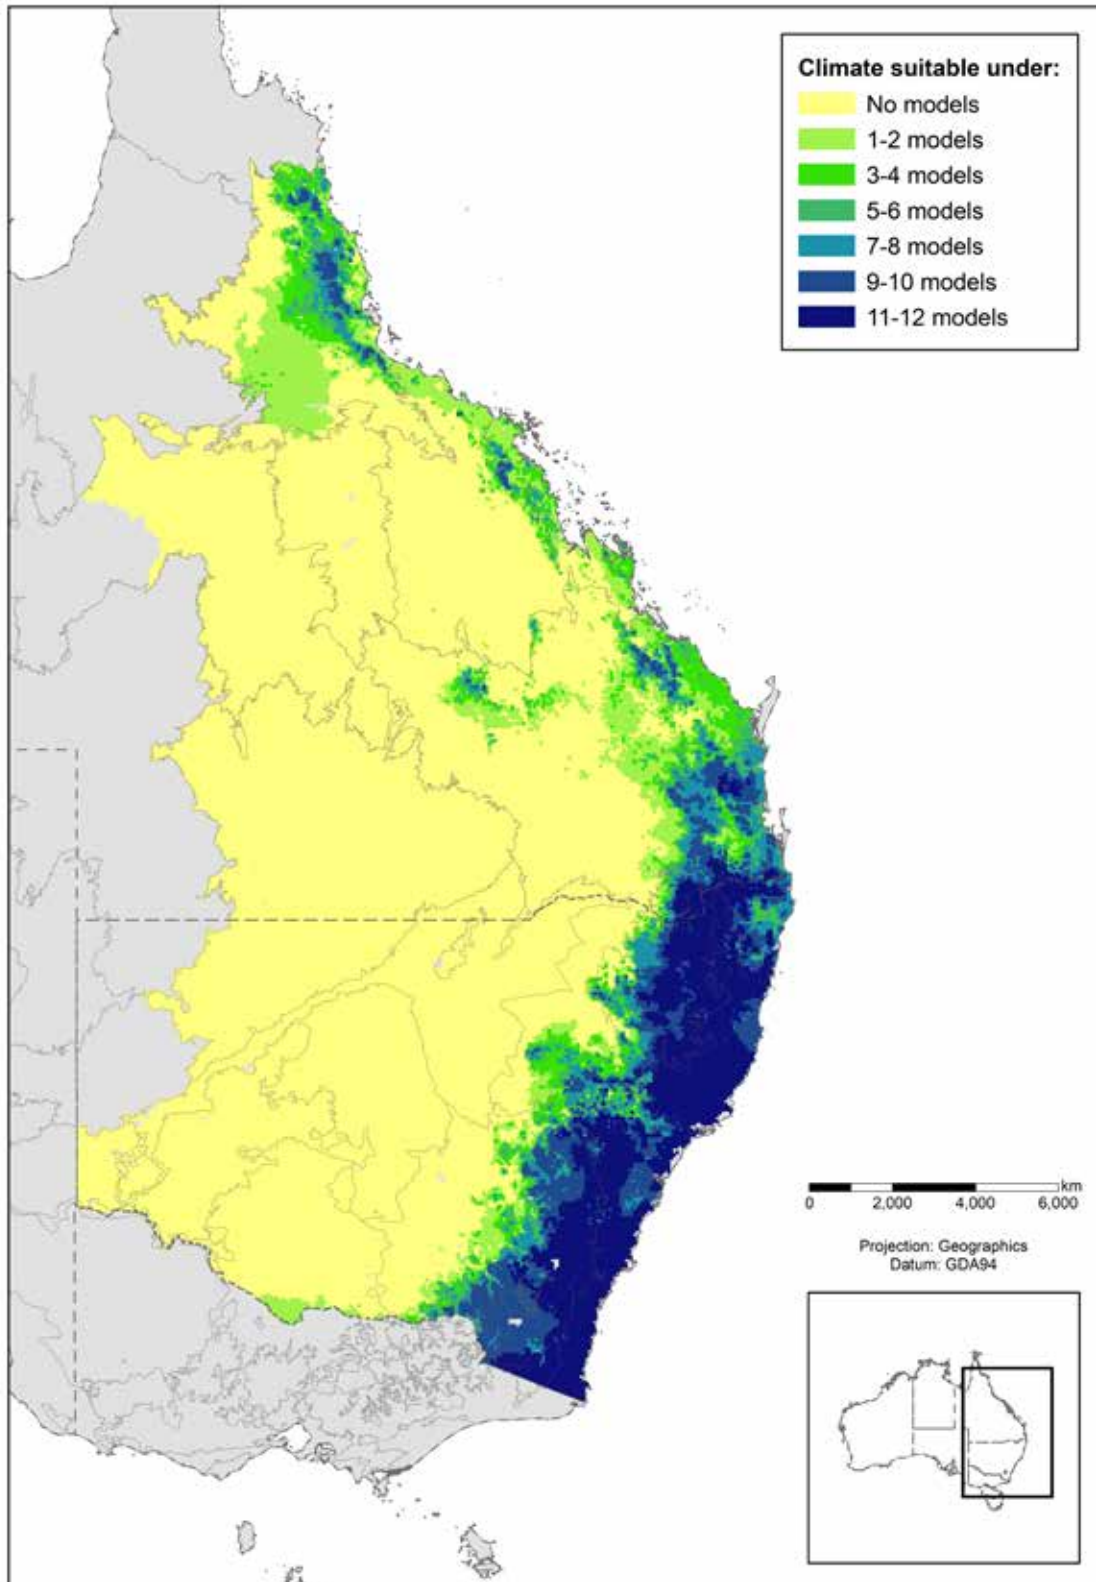 Climate suitable under:
No models
1-2 models
3-4 models
5-6 models
7-8 models
9-10 models
11-12 models
km
0 2,000 4,000 6,000
Projection: Geographics
Datum: GDA94